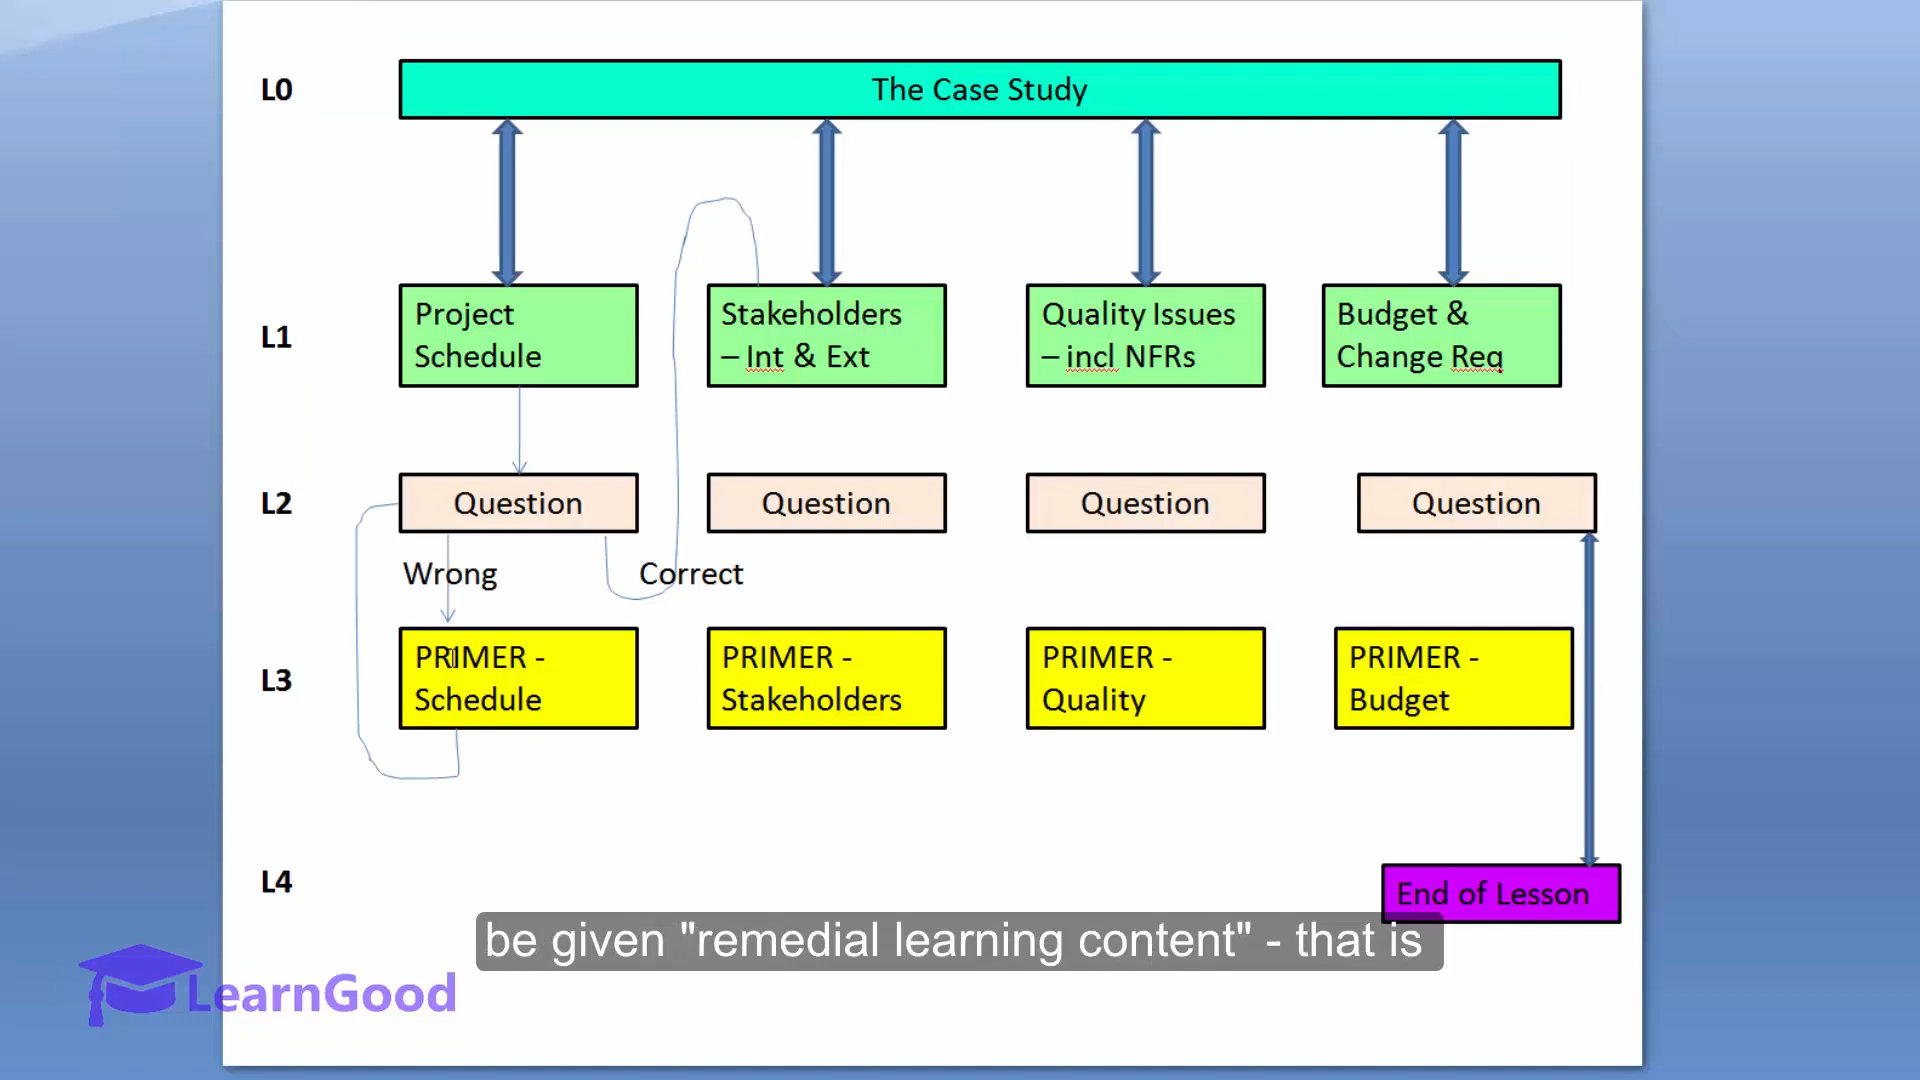 L0
The Case Study
L1
Project
Schedule
Stakeholders
– Int & Ext
Quality Issues
– incl NFRs
Budget &
Change Req
L2
Question
Question
Question
Question
Wrong
Correct
L3
PRIMER -
Schedule
PRIMER -
Stakeholders
PRIMER -
Quality
PRIMER -
Budget
L4
End of Lesson
be given "remedial learning content" - that is
LearnGood